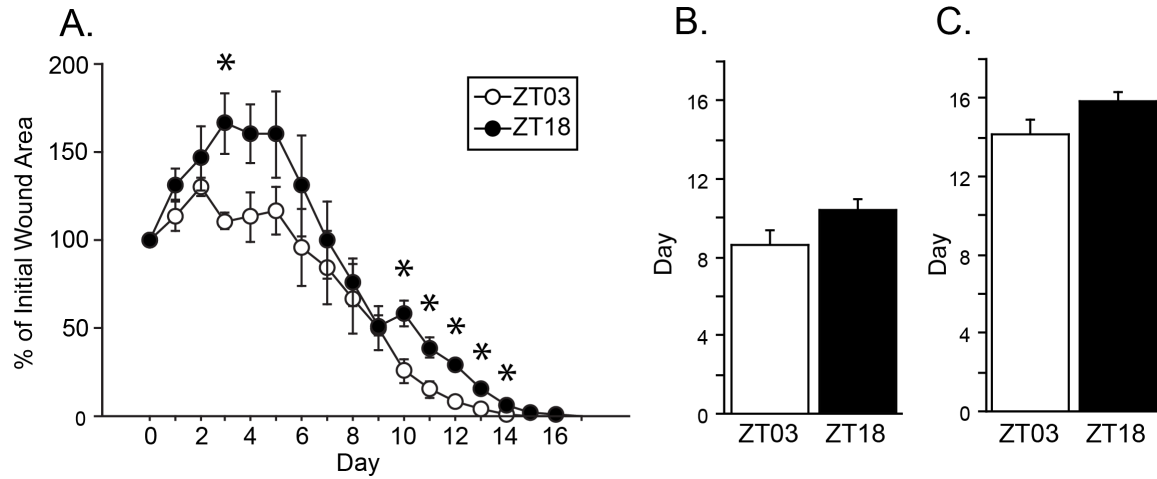 A.
200
150
100
50
0
% of Initial Wound Area
*
*
*
*
*
*
ZT03
ZT18
0 2 4 6 8 10 12 14 16
Day
B.
16
12
8
4
0
Day
ZT03 ZT18
C.
16
12
8
4
0
Day
ZT03 ZT18